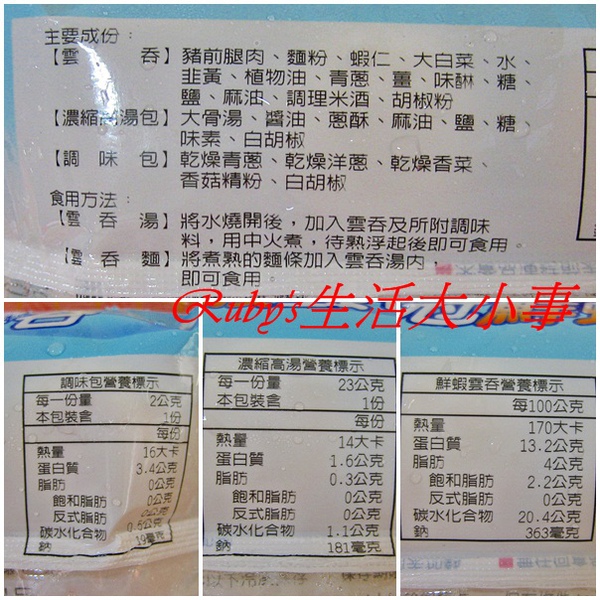 主要成份：
【雲　　吞】豬前腿肉、麵粉、蝦仁、大白菜、水、
韭黃、植物油、青蔥、薑、味醂、糖、
鹽、麻油、調理米酒、胡椒粉
【濃縮高湯包】大骨湯、醬油、蔥酥、麻油、鹽、糖、
味素、白胡椒
【調　味　包】乾燥青蔥、乾燥洋蔥、乾燥香菜、
香菇精粉、白胡椒
食用方法：
【雲　吞　湯】將水燒開後，加入雲吞及所附調味
料，用中火煮，待熟浮起後即可食用。
【雲　吞　麵】將煮熟的麵條加入雲吞湯內，
即可食用。
Ruby's生活大小事
調味包營養標示
每一份量 2公克
本包裝含 1份
每份
熱量 16大卡
蛋白質 3.4公克
脂肪 0公克
飽和脂肪 0公克
反式脂肪 0公克
碳水化合物 0.6公克
鈉 19毫克
濃縮高湯營養標示
每一份量 23公克
本包裝含 1份
每份
熱量 14大卡
蛋白質 1.6公克
脂肪 0.3公克
飽和脂肪 0公克
反式脂肪 0公克
碳水化合物 1.1公克
鈉 181毫克
鮮蝦雲吞營養標示
每100公克
熱量 170大卡
蛋白質 13.2公克
脂肪 4公克
飽和脂肪 2.2公克
反式脂肪 0公克
碳水化合物 20.4公克
鈉 363毫克